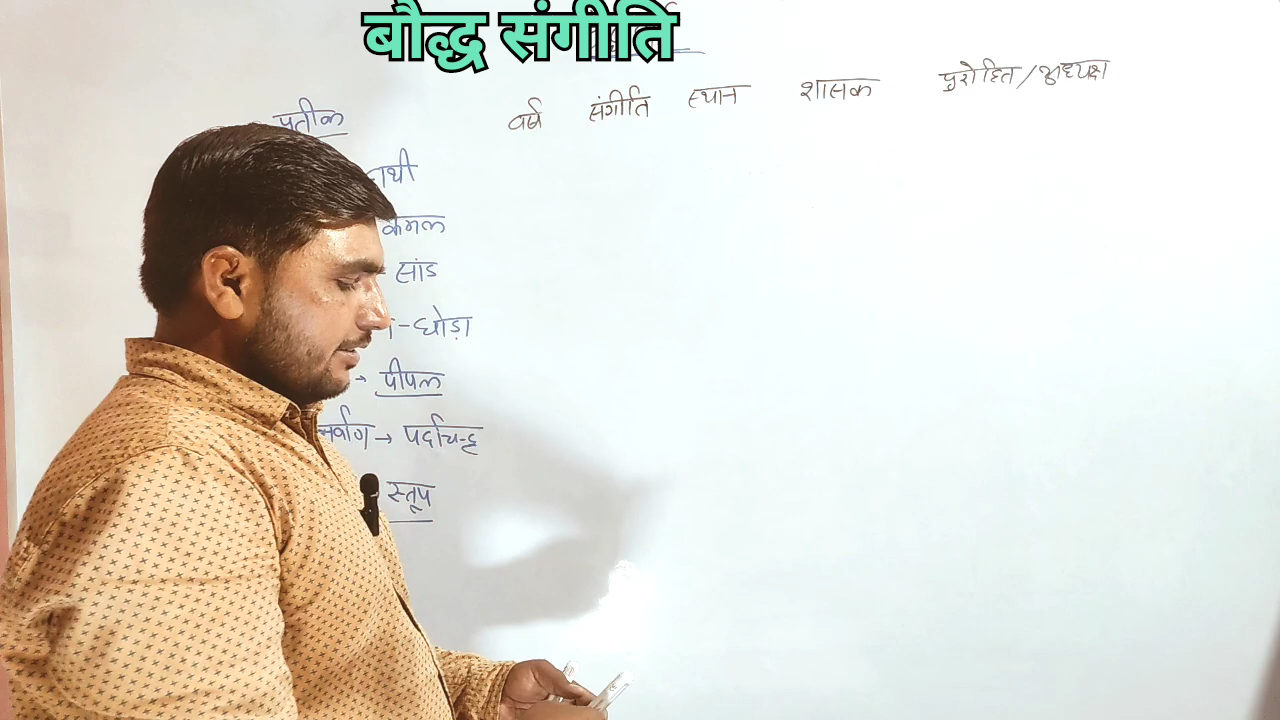 बौद्ध संगीति
वर्ष संगीति स्थान शासक पुरोहित/अध्यक्ष
प्रतीक
ाथी
कमल
सांड
-घोड़ा
→ पीपल
→ पदचिन्ह
स्तूप